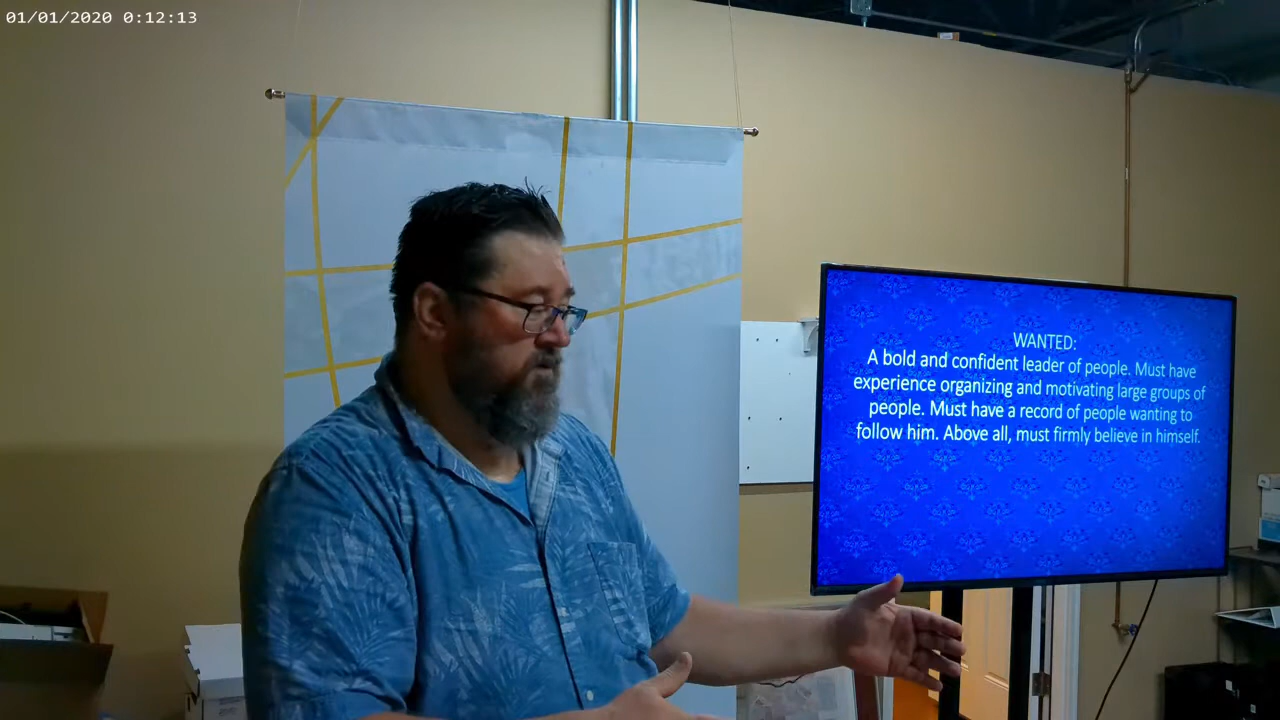 01/01/2020 0:12:13
WANTED:
A bold and confident leader of people. Must have
experience organizing and motivating large groups of
people. Must have a record of people wanting to
follow him. Above all, must firmly believe in himself.